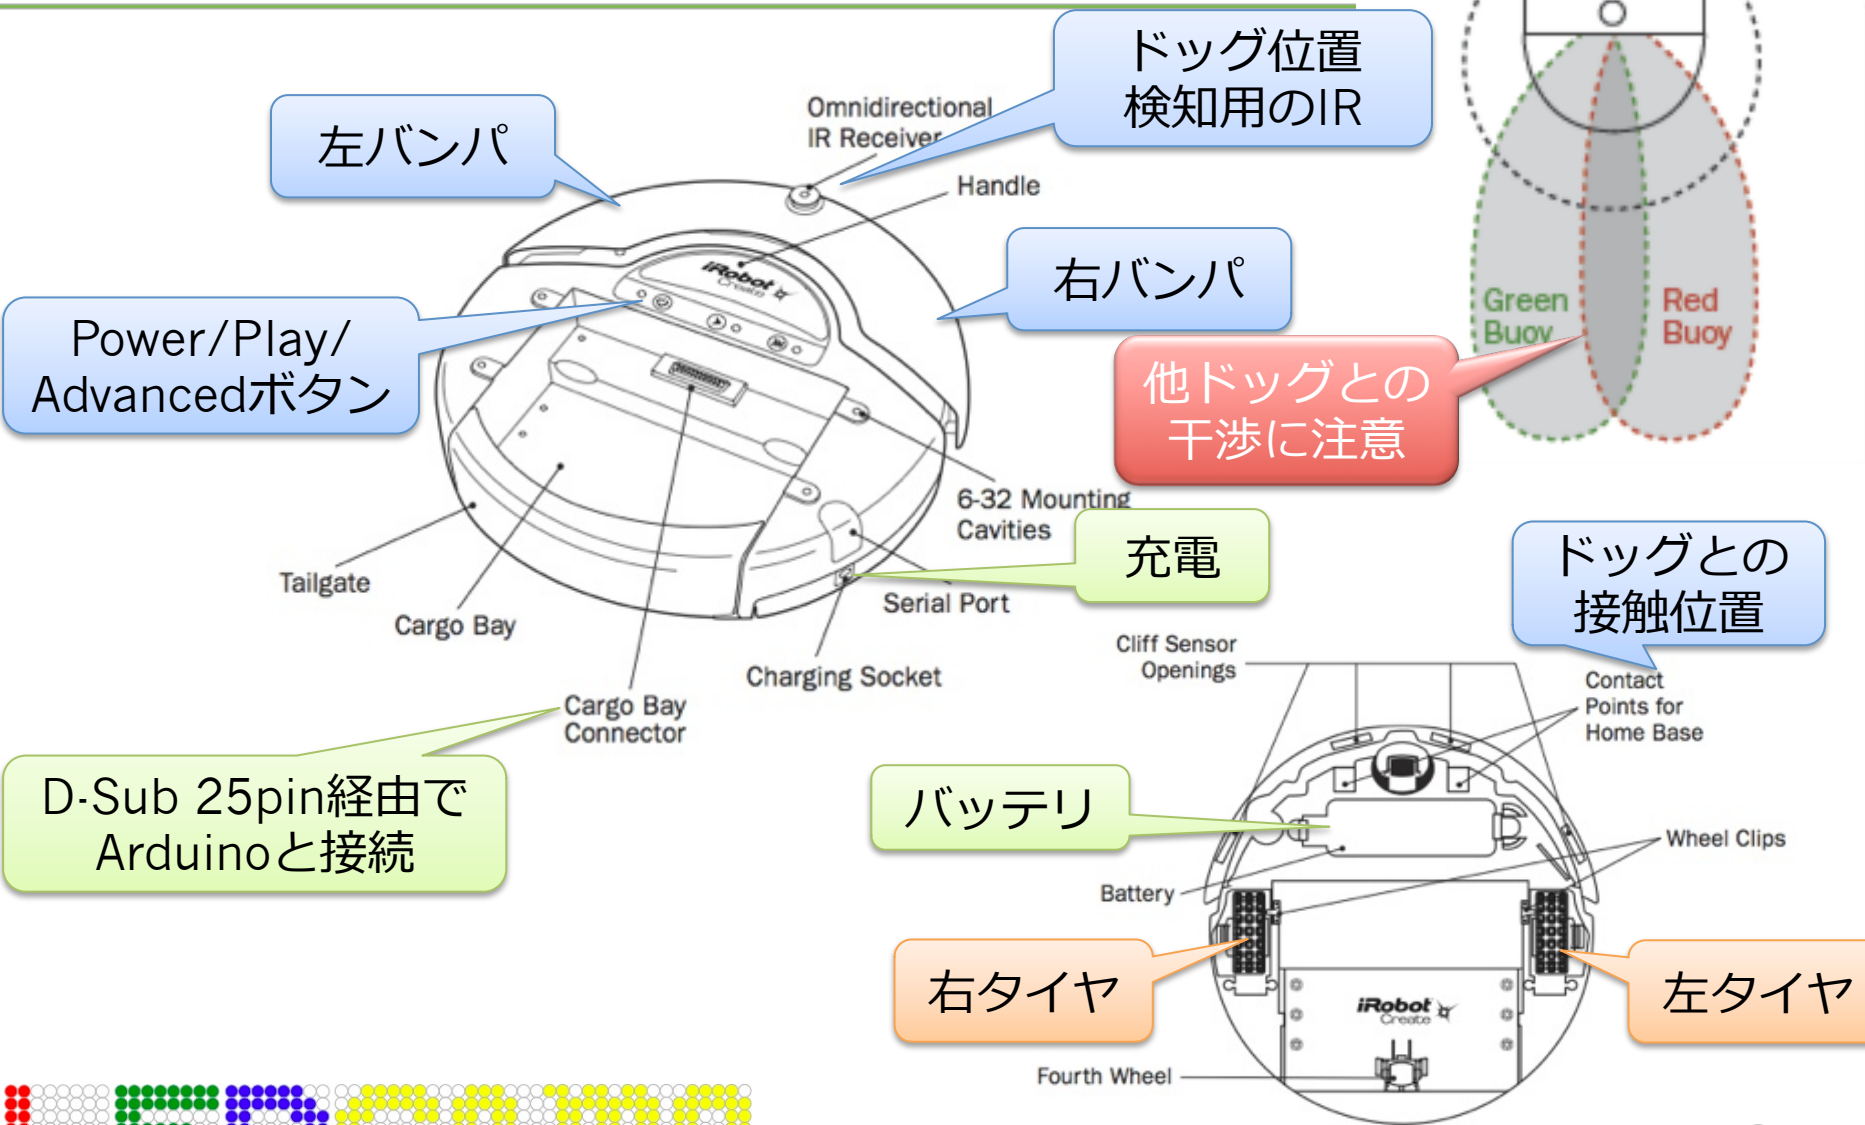 ドッグ位置
検知用のIR
Omnidirectional
IR Receiver
左バンパ
Handle
iRobot
Create
右バンパ
Power/Play/
Advancedボタン
Green
Buoy
Red
Buoy
他ドッグとの
干渉に注意
6-32 Mounting
Cavities
充電
Tailgate
Cargo Bay
Serial Port
Charging Socket
Cargo Bay
Connector
D-Sub 25pin経由で
Arduinoと接続
ドッグとの
接触位置
Cliff Sensor
Openings
Contact
Points for
Home Base
バッテリ
Wheel Clips
Battery
右タイヤ
左タイヤ
iRobot
Create
Fourth Wheel